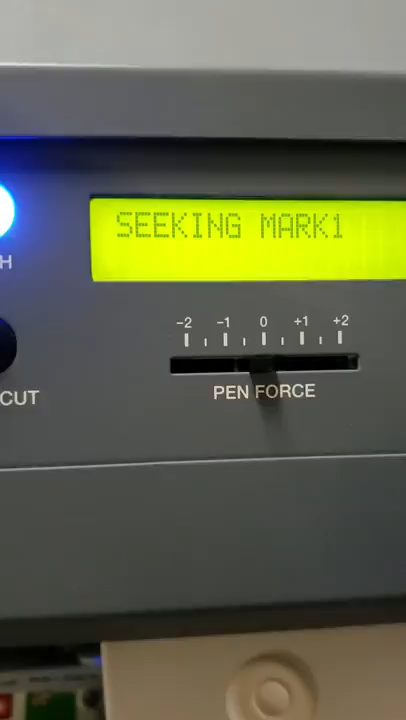 SEEKING MARK1
H
-2 -1 0 +1 +2
CUT
PEN FORCE